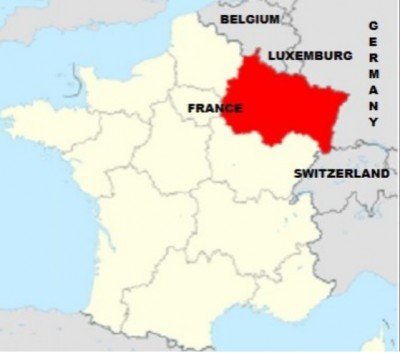 BELGIUM
LUXEMBURG
GERMANY
FRANCE
SWITZERLAND